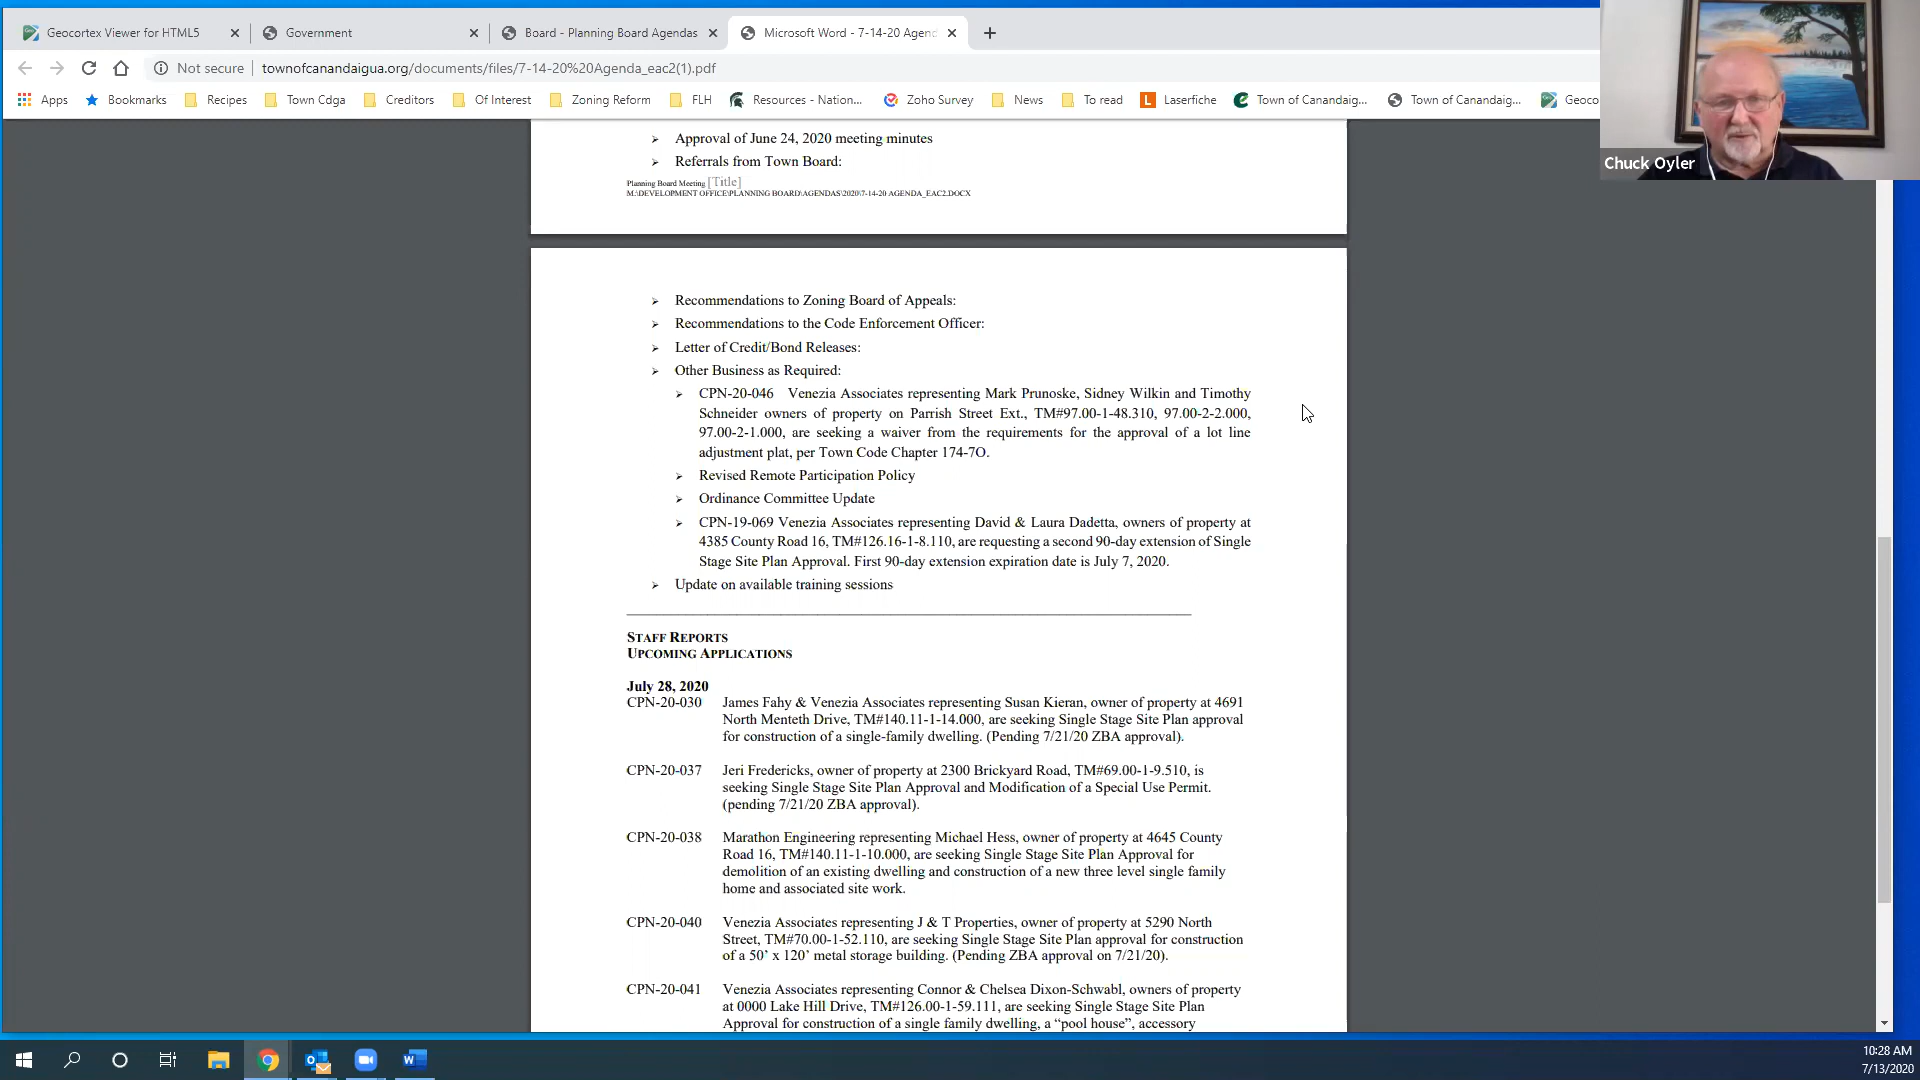 Geocortex Viewer for HTML5
Government
Board - Planning Board Agendas
Microsoft Word - 7-14-20 Agend
Not secure
townofcanandaigua.org/documents/files/7-14-20%20Agenda_eac2(1).pdf
Apps
Bookmarks
Recipes
Town Cdga
Creditors
Of Interest
Zoning Reform
FLH
Resources - Nation...
Zoho Survey
News
To read
Laserfiche
Town of Canandaig...
Town of Canandaig...
Geoco
Chuck Oyler
➢ Approval of June 24, 2020 meeting minutes
➢ Referrals from Town Board:
Planning Board Meeting [Title]
M:\DEVELOPMENT OFFICE\PLANNING BOARD\AGENDAS\2020\7-14-20 AGENDA_EAC2.DOCX
➢ Recommendations to Zoning Board of Appeals:
➢ Recommendations to the Code Enforcement Officer:
➢ Letter of Credit/Bond Releases:
➢ Other Business as Required:
➢ CPN-20-046 Venezia Associates representing Mark Prunoske, Sidney Wilkin and Timothy
Schneider owners of property on Parrish Street Ext., TM#97.00-1-48.310, 97.00-2-2.000,
97.00-2-1.000, are seeking a waiver from the requirements for the approval of a lot line
adjustment plat, per Town Code Chapter 174-7O.
➢ Revised Remote Participation Policy
➢ Ordinance Committee Update
➢ CPN-19-069 Venezia Associates representing David & Laura Dadetta, owners of property at
4385 County Road 16, TM#126.16-1-8.110, are requesting a second 90-day extension of Single
Stage Site Plan Approval. First 90-day extension expiration date is July 7, 2020.
➢ Update on available training sessions
STAFF REPORTS
UPCOMING APPLICATIONS
July 28, 2020
CPN-20-030 James Fahy & Venezia Associates representing Susan Kieran, owner of property at 4691
North Menteth Drive, TM#140.11-1-14.000, are seeking Single Stage Site Plan approval
for construction of a single-family dwelling. (Pending 7/21/20 ZBA approval).
CPN-20-037 Jeri Fredericks, owner of property at 2300 Brickyard Road, TM#69.00-1-9.510, is
seeking Single Stage Site Plan Approval and Modification of a Special Use Permit.
(pending 7/21/20 ZBA approval).
CPN-20-038 Marathon Engineering representing Michael Hess, owner of property at 4645 County
Road 16, TM#140.11-1-10.000, are seeking Single Stage Site Plan Approval for
demolition of an existing dwelling and construction of a new three level single family
home and associated site work.
CPN-20-040 Venezia Associates representing J & T Properties, owner of property at 5290 North
Street, TM#70.00-1-52.110, are seeking Single Stage Site Plan approval for construction
of a 50’ x 120’ metal storage building. (Pending ZBA approval on 7/21/20).
CPN-20-041 Venezia Associates representing Connor & Chelsea Dixon-Schwabl, owners of property
at 0000 Lake Hill Drive, TM#126.00-1-59.111, are seeking Single Stage Site Plan
Approval for construction of a single family dwelling, a “pool house”, accessory
10:28 AM
7/13/2020